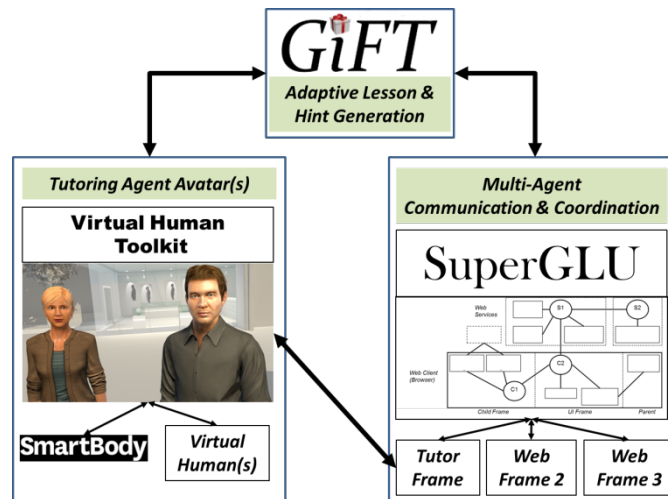 GiFT
Adaptive Lesson &
Hint Generation
Tutoring Agent Avatar(s)
Virtual Human
Toolkit
SmartBody
Virtual
Human(s)
Multi-Agent
Communication & Coordination
SuperGLU
Web
Services
S1
S2
Web Client
(Browser)
C2
C1
Child Frame
UI Frame
Parent
Tutor
Frame
Web
Frame 2
Web
Frame 3